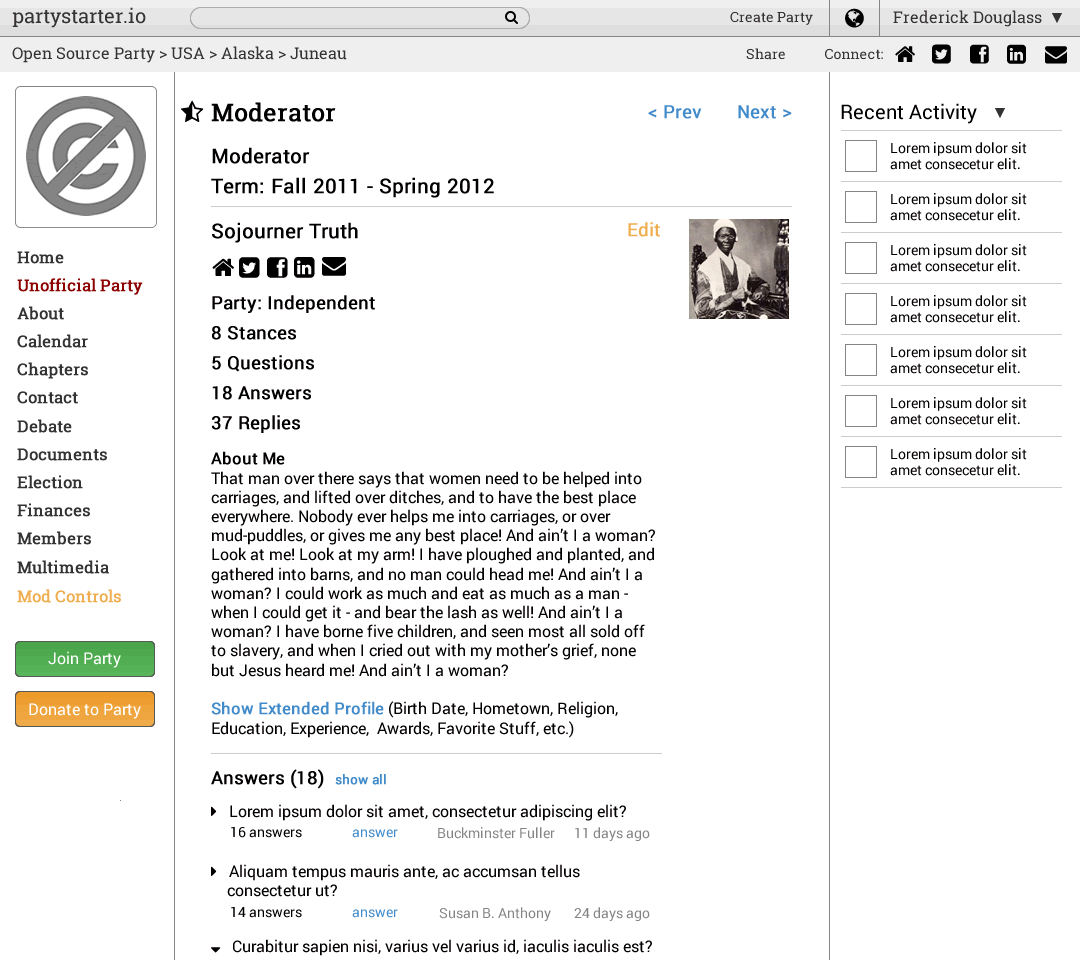 partystarter.io
Create Party
Frederick Douglass ▼
Open Source Party > USA > Alaska > Juneau
Share
Connect:
Home
Unofficial Party
About
Calendar
Chapters
Contact
Debate
Documents
Election
Finances
Members
Multimedia
Mod Controls
Join Party
Donate to Party
Moderator
< Prev
Next >
Moderator
Term: Fall 2011 - Spring 2012
Sojourner Truth
Edit
Party: Independent
8 Stances
5 Questions
18 Answers
37 Replies
About Me
That man over there says that women need to be helped into
carriages, and lifted over ditches, and to have the best place
everywhere. Nobody ever helps me into carriages, or over
mud-puddles, or gives me any best place! And ain’t I a woman?
Look at me! Look at my arm! I have ploughed and planted, and
gathered into barns, and no man could head me! And ain’t I a
woman? I could work as much and eat as much as a man -
when I could get it - and bear the lash as well! And ain’t I a
woman? I have borne five children, and seen most all sold off
to slavery, and when I cried out with my mother’s grief, none
but Jesus heard me! And ain’t I a woman?
Show Extended Profile (Birth Date, Hometown, Religion,
Education, Experience,  Awards, Favorite Stuff, etc.)
Answers (18) show all
Lorem ipsum dolor sit amet, consectetur adipiscing elit?
16 answers answer Buckminster Fuller 11 days ago
Aliquam tempus mauris ante, ac accumsan tellus
consectetur ut?
14 answers answer Susan B. Anthony 24 days ago
Curabitur sapien nisi, varius vel varius id, iaculis iaculis est?
Recent Activity ▼
Lorem ipsum dolor sit
amet consecetur elit.
Lorem ipsum dolor sit
amet consecetur elit.
Lorem ipsum dolor sit
amet consecetur elit.
Lorem ipsum dolor sit
amet consecetur elit.
Lorem ipsum dolor sit
amet consecetur elit.
Lorem ipsum dolor sit
amet consecetur elit.
Lorem ipsum dolor sit
amet consecetur elit.